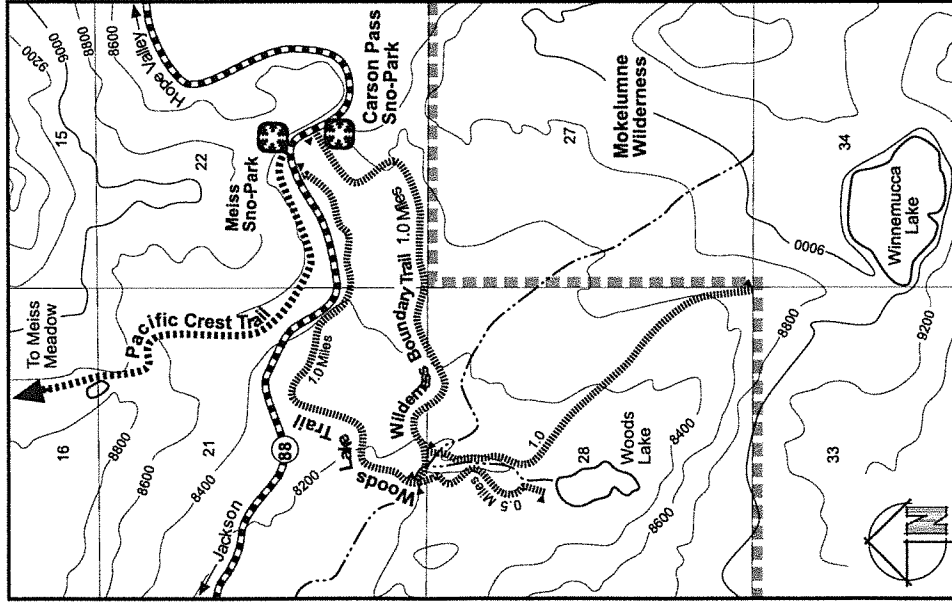 9200
9000
8800
8600
Hope Valley
15
22
Meiss
Sno-Park
Carson Pass
Sno-Park
To Meiss
Meadow
Pacific Crest Trail
16
8800
8600
21
8400
8200
88
Jackson
1.0 Miles
Woods Lake Trail
Wilderness Boundary Trail 1.0 Miles
27
Mokelumne
Wilderness
1.0
0.5 Miles
28
Woods
Lake
8400
8600
8800
9000
9200
34
Winnemucca
Lake
33
N